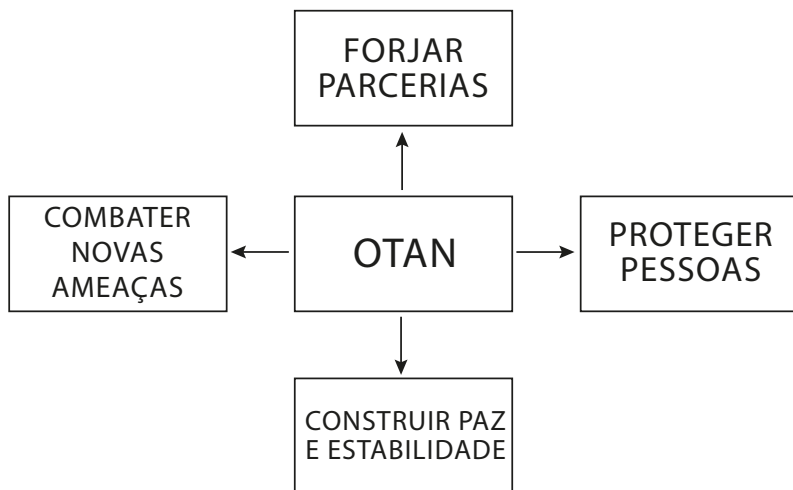 FORJAR
PARCERIAS
COMBATER
NOVAS
AMEAÇAS
OTAN
PROTEGER
PESSOAS
CONSTRUIR PAZ
E ESTABILIDADE